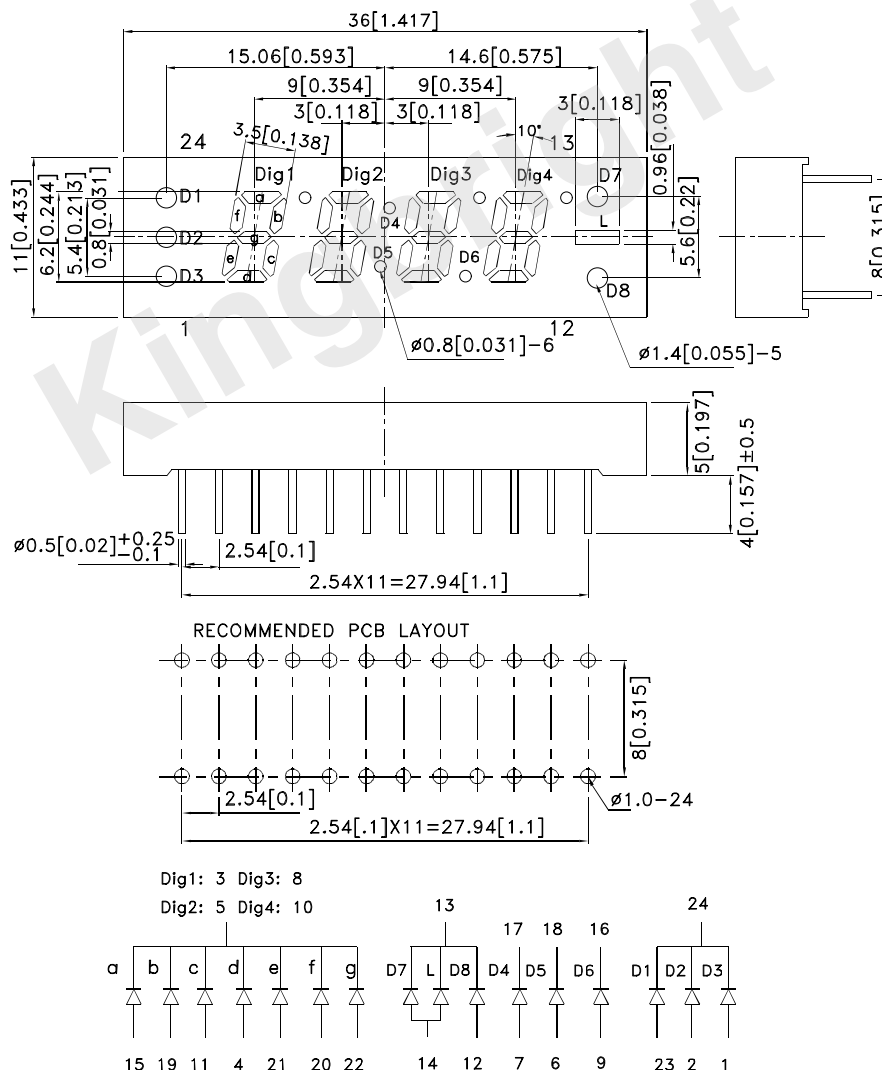 36[1.417]
15.06[0.593] 14.6[0.575]
9[0.354] 9[0.354]
3[0.118] 3[0.118] 3[0.118]
3.5[0.138] 10° 0.96[0.038]
24 13
Dig1 Dig2 Dig3 Dig4 D7
D1 a D4 L
f b
D2 g
D5 D6
e c
D3 d D8
11[0.433]
6.2[0.244]
5.4[0.213]
0.8[0.031]
5.6[0.22]
8[0.315]
1 12
ø0.8[0.031]-6
ø1.4[0.055]-5
Kingbright
5[0.197]
4[0.157]±0.5
ø0.5[0.02]+0.25
-0.1
2.54[0.1]
2.54X11=27.94[1.1]
RECOMMENDED PCB LAYOUT
8[0.315]
2.54[0.1]
ø1.0-24
2.54[.1]X11=27.94[1.1]
Dig1: 3 Dig3: 8
Dig2: 5 Dig4: 10
13 17 18 16 24
a b c d e f g D7 L D8 D4 D5 D6 D1 D2 D3
15 19 11 4 21 20 22 14 12 7 6 9 23 2 1